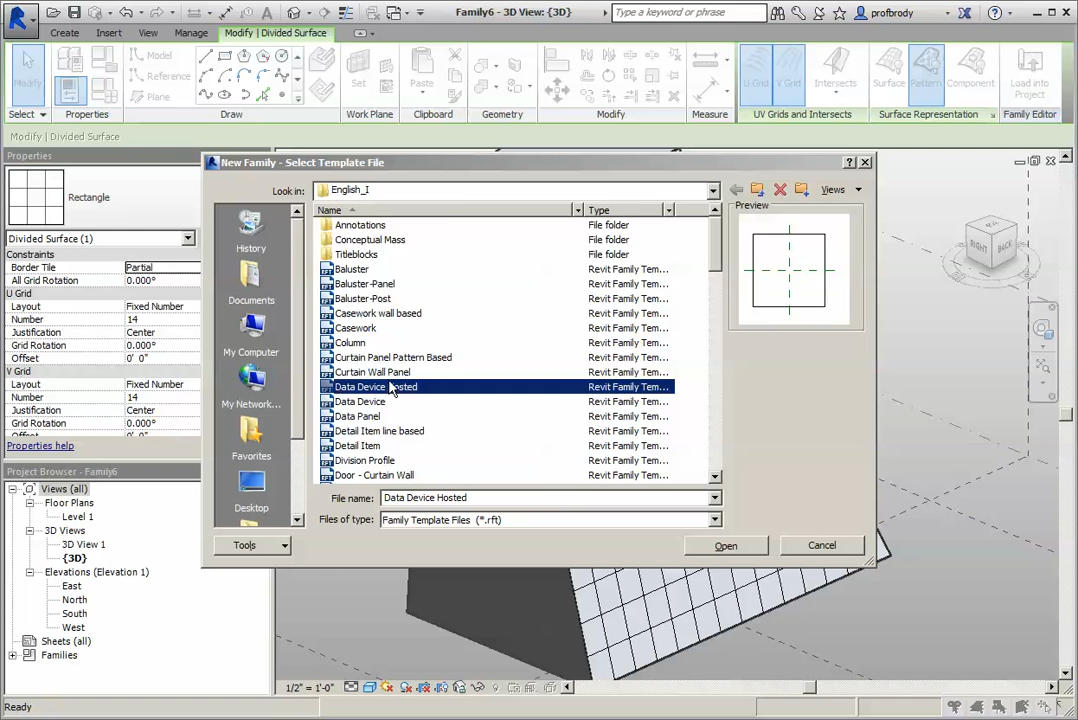 Family6 - 3D View: {3D}
Type a keyword or phrase
profbrody
Create Insert View Manage Modify | Divided Surface
Modify
Model
Reference
Plane
Set
Paste
U Grid
V Grid
Intersects
Surface
Pattern
Component
Load into
Project
Select Properties Draw Work Plane Clipboard Geometry Modify Measure UV Grids and Intersects Surface Representation Family Editor
Modify | Divided Surface
Properties
Rectangle
Divided Surface (1)
Constraints
Border Tile Partial
All Grid Rotation 0.000°
U Grid
Layout Fixed Number
Number 14
Justification Center
Grid Rotation 0.000°
Offset 0' 0"
V Grid
Layout Fixed Number
Number 14
Justification Center
Grid Rotation 0.000°
Offset 0' 0"
Properties help
Project Browser - Family6
Views (all)
Floor Plans
Level 1
3D Views
3D View 1
{3D}
Elevations (Elevation 1)
East
North
South
West
Sheets (all)
Families
New Family - Select Template File
Look in: English_I
Views
History
Documents
My Computer
My Network...
Favorites
Desktop
Name Type
Annotations File folder
Conceptual Mass File folder
Titleblocks File folder
Baluster Revit Family Tem...
Baluster-Panel Revit Family Tem...
Baluster-Post Revit Family Tem...
Casework wall based Revit Family Tem...
Casework Revit Family Tem...
Column Revit Family Tem...
Curtain Panel Pattern Based Revit Family Tem...
Curtain Wall Panel Revit Family Tem...
Data Device Hosted Revit Family Tem...
Data Device Revit Family Tem...
Data Panel Revit Family Tem...
Detail Item line based Revit Family Tem...
Detail Item Revit Family Tem...
Division Profile Revit Family Tem...
Door - Curtain Wall Revit Family Tem...
Preview
File name: Data Device Hosted
Files of type: Family Template Files (*.rft)
Tools
Open
Cancel
RIGHT
BACK
1/2" = 1'-0"
Ready